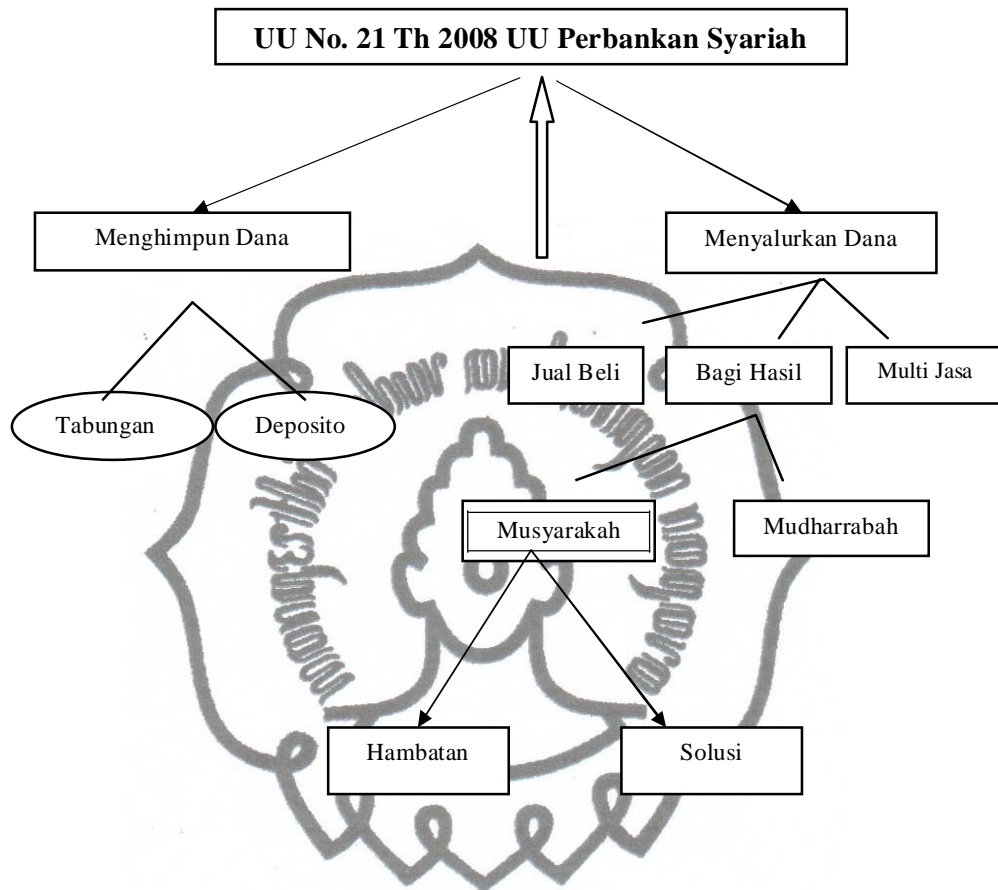 UU No. 21 Th 2008 UU Perbankan Syariah
Menghimpun Dana
Menyalurkan Dana
Jual Beli
Bagi Hasil
Multi Jasa
Tabungan
Deposito
Musyarakah
Mudharrabah
Hambatan
Solusi